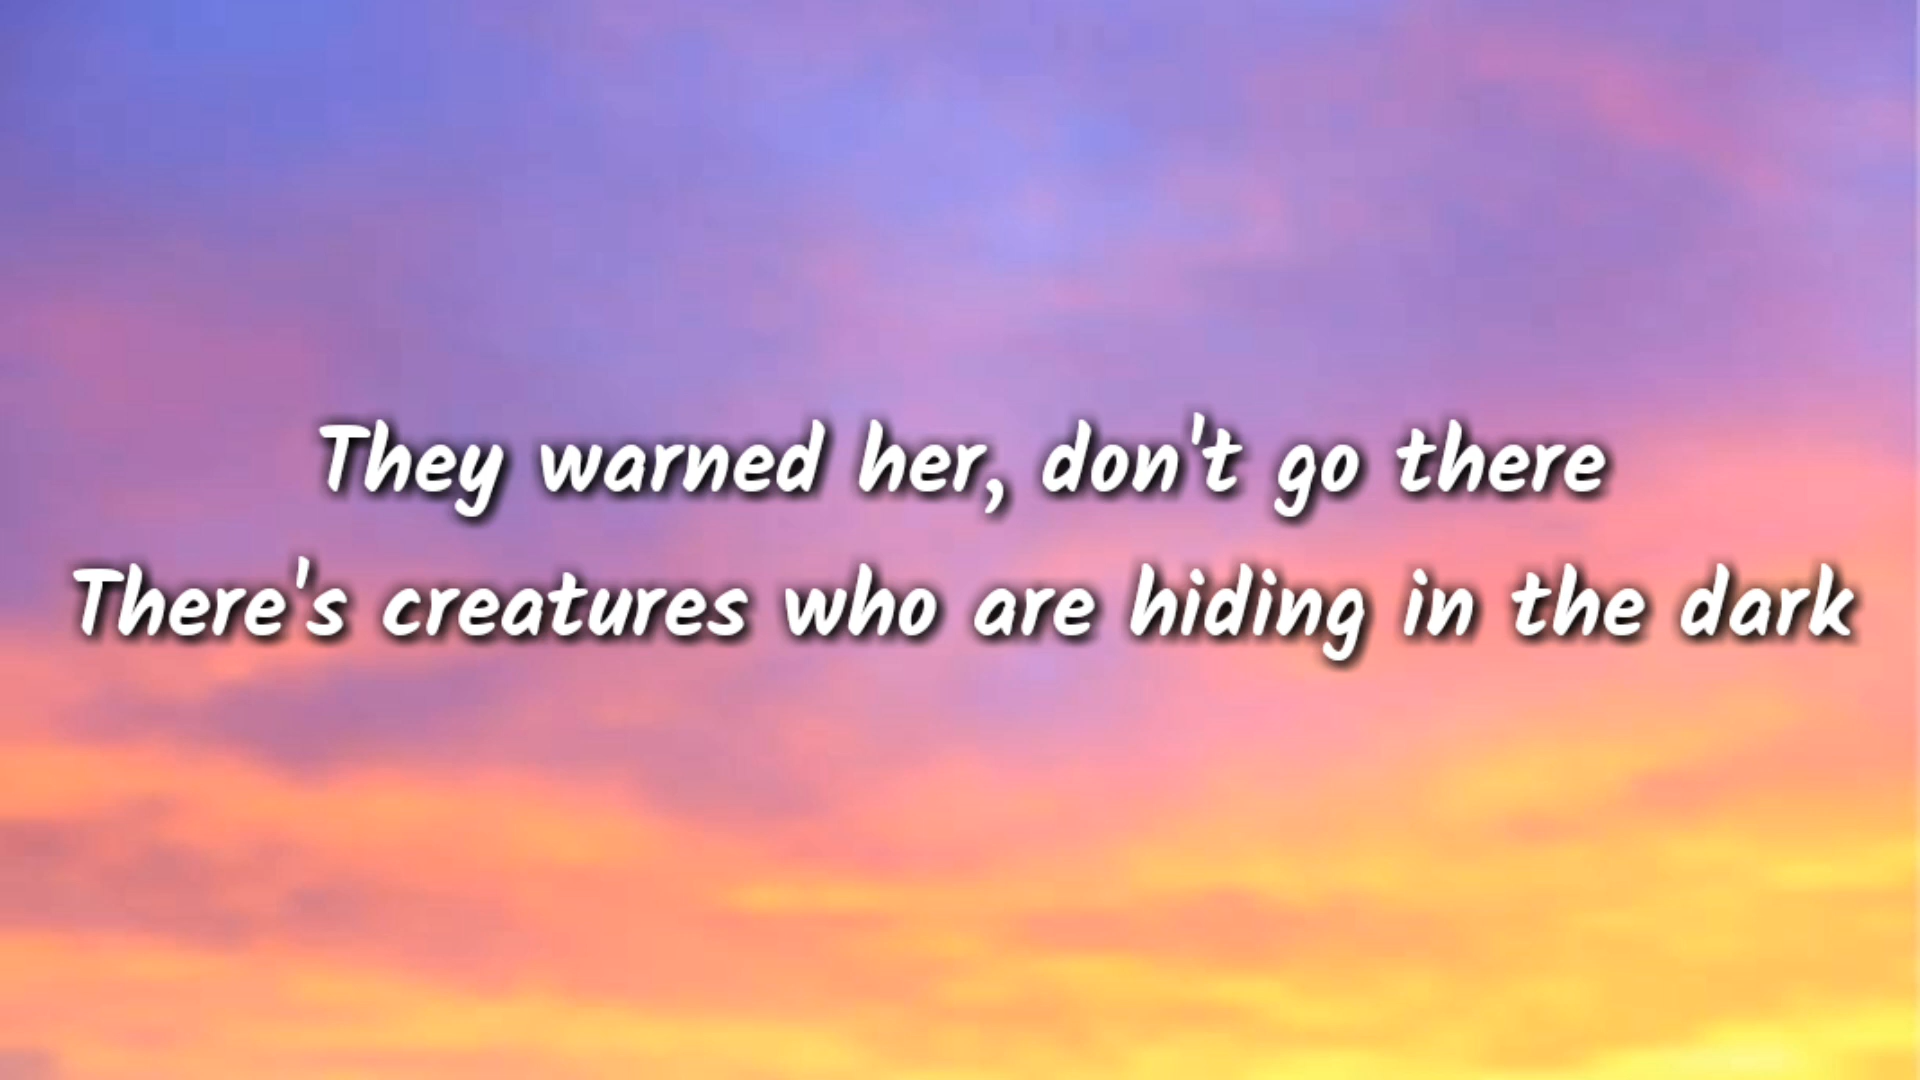 They warned her, don't go there
There's creatures who are hiding in the dark